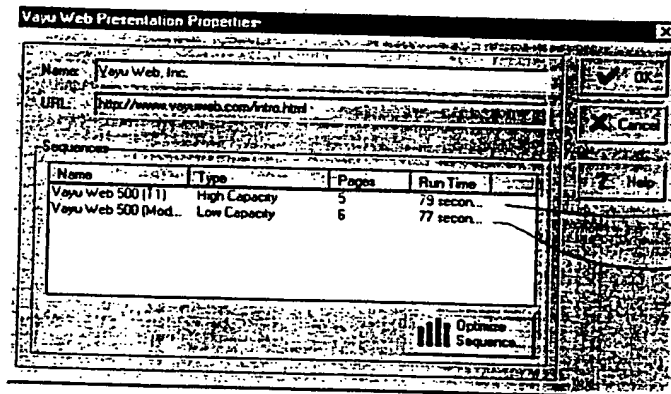 Vayu Web Presentation Properties
Name: Vayu Web, Inc.
OK
URL: http://www.vayuweb.com/intro.html
Cancel
Sequences
? Help
Name Type Pages Run Time
Vayu Web 500 (T1) High Capacity 5 79 secon...
Vayu Web 500 (Mod... Low Capacity 6 77 secon...
Optimize
Sequence...